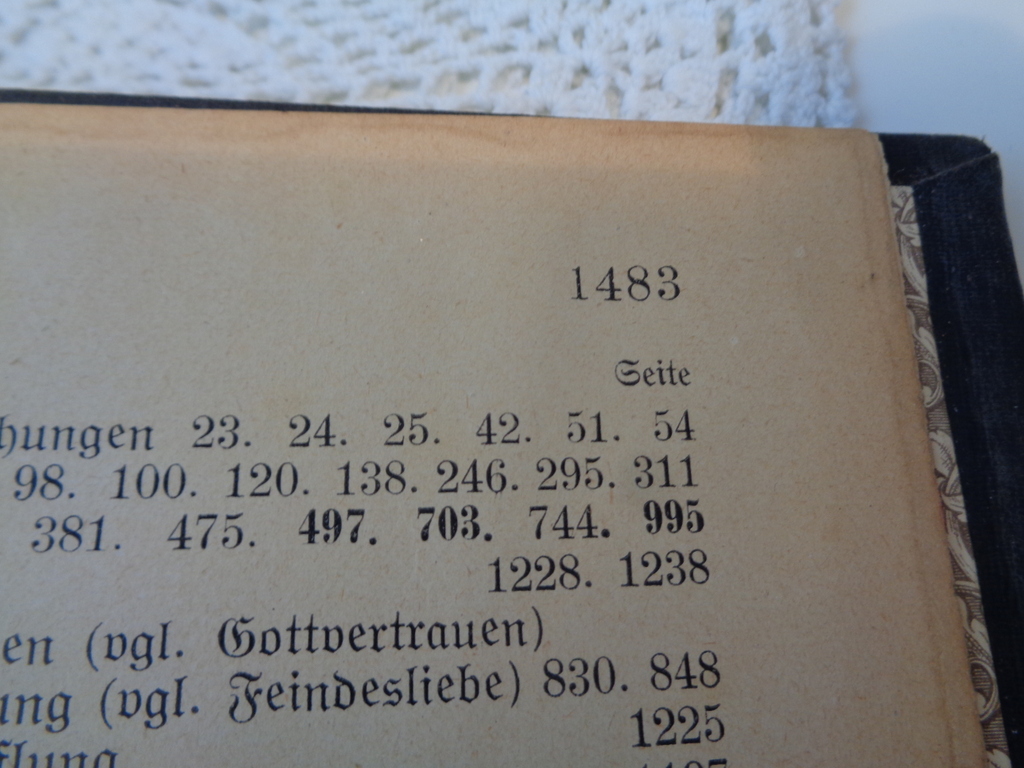 1483
Seite
hungen 23. 24. 25. 42. 51. 54
98. 100. 120. 138. 246. 295. 311
381. 475. 497. 703. 744. 995
1228. 1238
en (vgl. Gottvertrauen)
ung (vgl. Feindesliebe) 830. 848
1225
flung